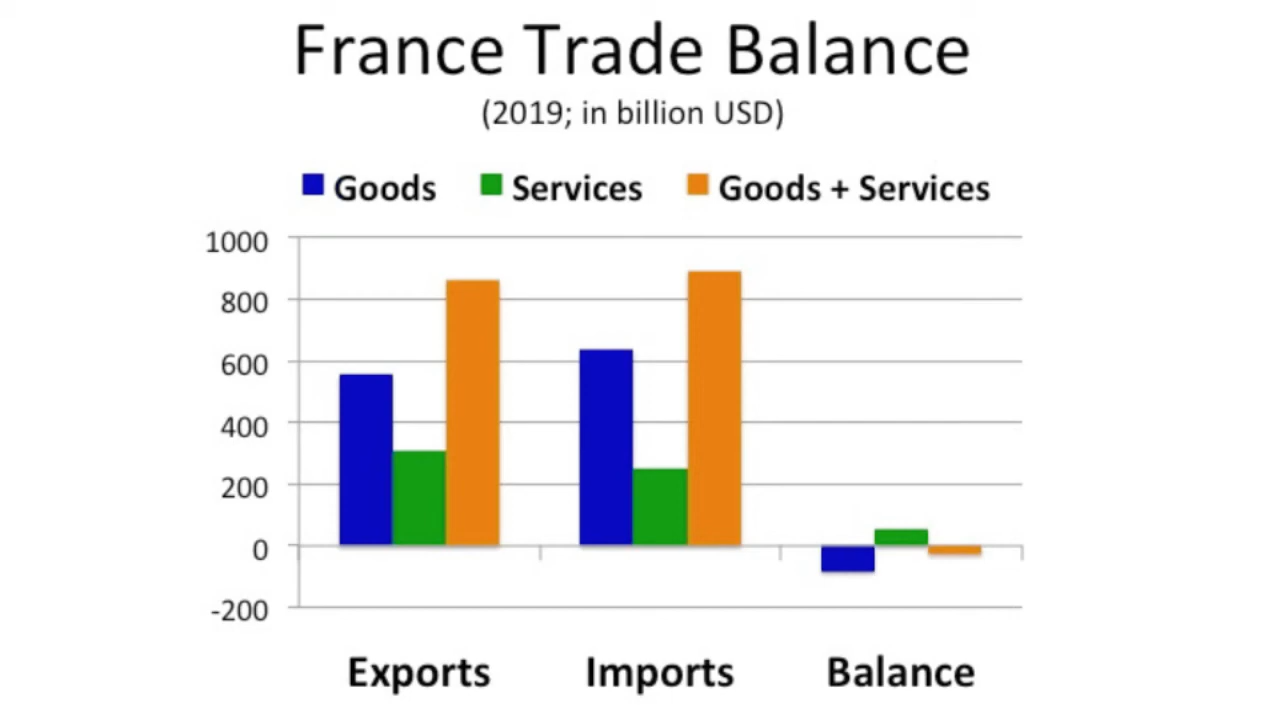 France Trade Balance
(2019; in billion USD)
Goods Services Goods + Services
1000
800
600
400
200
0
-200
Exports Imports Balance